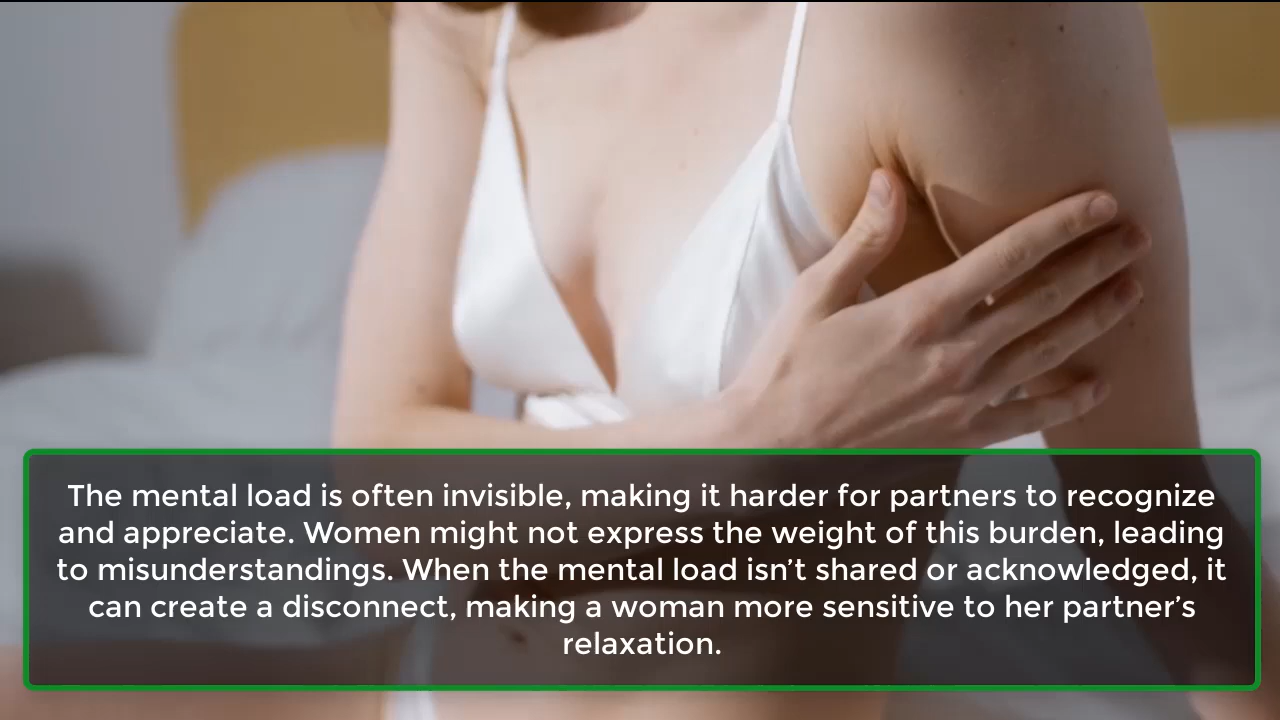 The mental load is often invisible, making it harder for partners to recognize
and appreciate. Women might not express the weight of this burden, leading
to misunderstandings. When the mental load isn’t shared or acknowledged, it
can create a disconnect, making a woman more sensitive to her partner’s
relaxation.